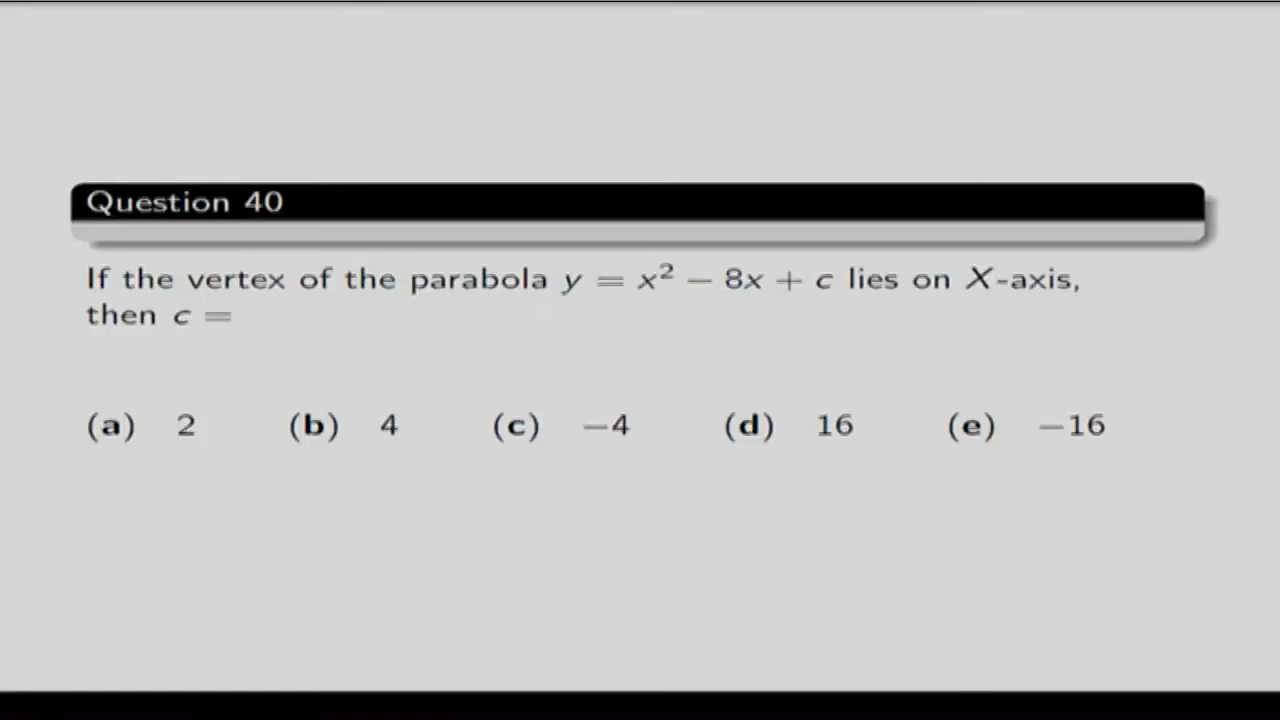 Question 40
If the vertex of the parabola y = x² − 8x + c lies on X-axis,
then c =
(a) 2 (b) 4 (c) −4 (d) 16 (e) −16